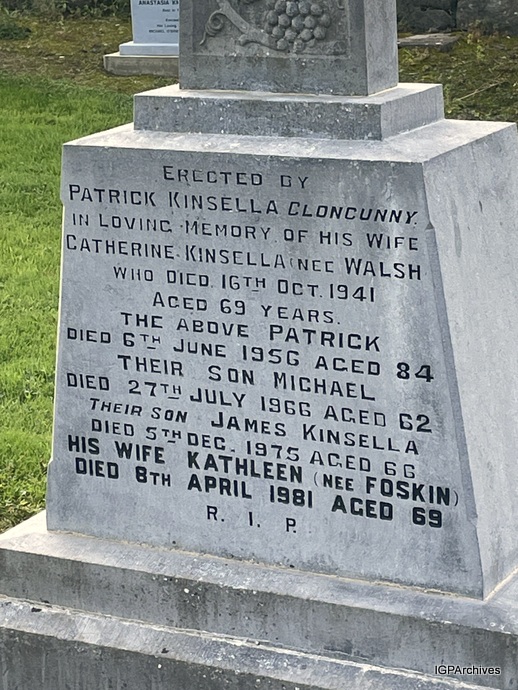 ANASTASIA
ERECTED BY
PATRICK KINSELLA CLONCUNNY.
IN LOVING MEMORY OF HIS WIFE
CATHERINE KINSELLA (NEE WALSH
WHO DIED 16TH OCT. 1941
AGED 69 YEARS.
THE ABOVE PATRICK
DIED 6TH JUNE 1956 AGED 84
THEIR SON MICHAEL
DIED 27TH JULY 1966 AGED 62
THEIR SON JAMES KINSELLA
DIED 5TH DEC. 1975 AGED 66
HIS WIFE KATHLEEN (NEE FOSKIN)
DIED 8TH APRIL 1981 AGED 69
R. I. P.
IGPArchives